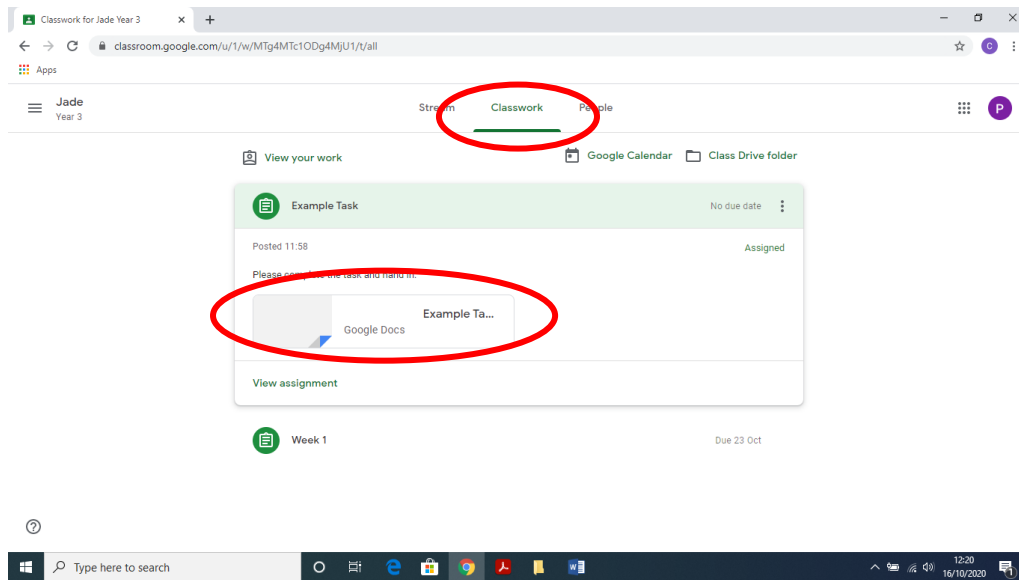 Classwork for Jade Year 3
classroom.google.com/u/1/w/MTg4MTc1ODg4MjU1/t/all
C
Apps
Jade
Year 3
Stream Classwork People
P
View your work
Google Calendar Class Drive folder
Example Task
No due date
Posted 11:58
Assigned
Please complete the task and hand in.
Example Ta...
Google Docs
View assignment
Week 1
Due 23 Oct
Type here to search
12:20
16/10/2020
1